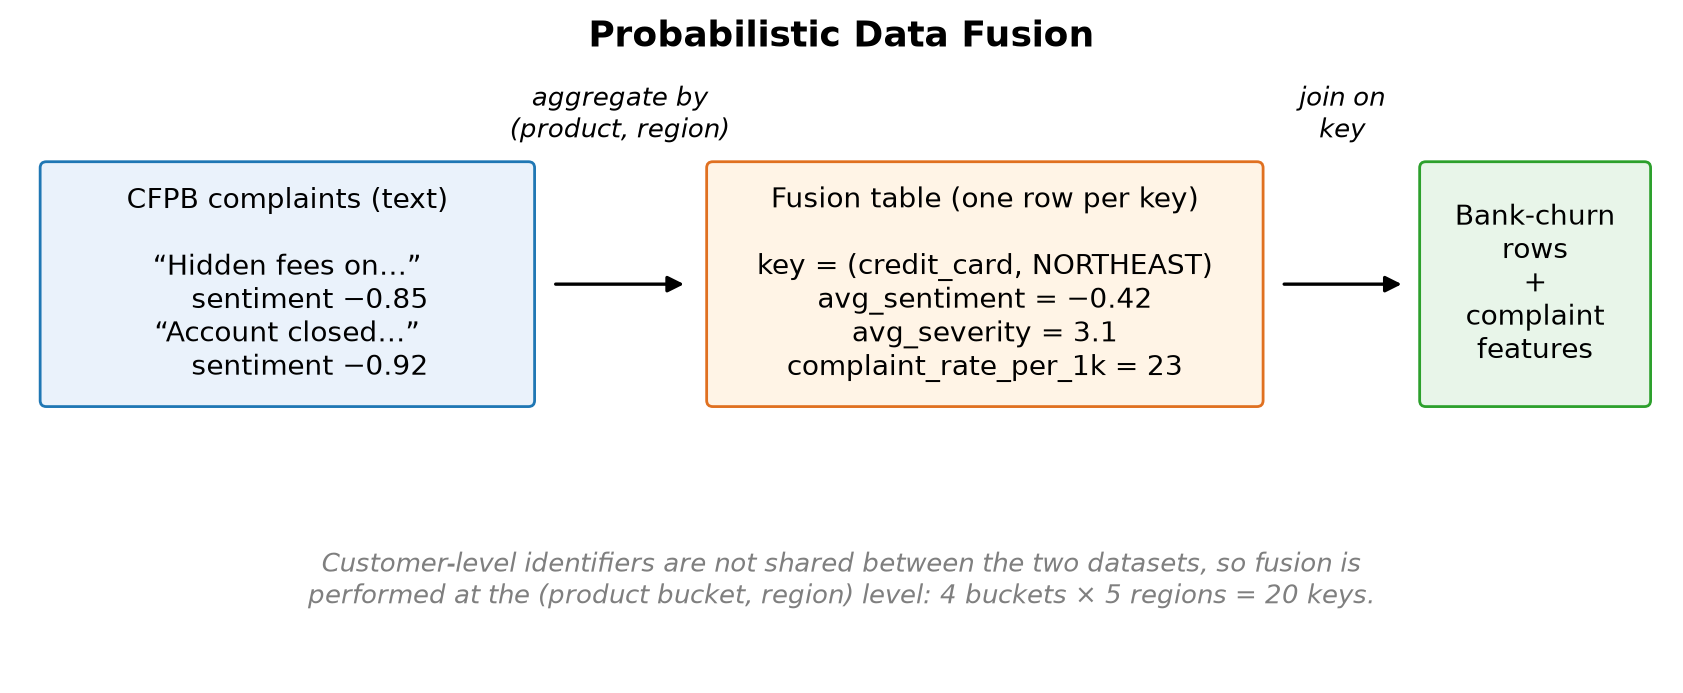 Probabilistic Data Fusion
aggregate by
(product, region)
join on
key
CFPB complaints (text)
“Hidden fees on…”
sentiment −0.85
“Account closed…”
sentiment −0.92
Fusion table (one row per key)
key = (credit_card, NORTHEAST)
avg_sentiment = −0.42
avg_severity = 3.1
complaint_rate_per_1k = 23
Bank-churn
rows
+
complaint
features
Customer-level identifiers are not shared between the two datasets, so fusion is
performed at the (product bucket, region) level: 4 buckets × 5 regions = 20 keys.